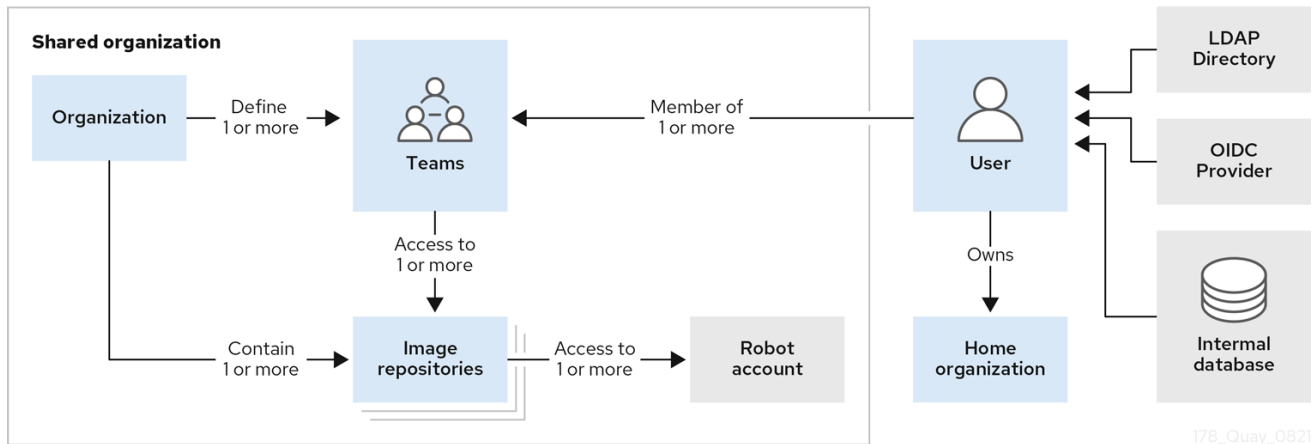 Shared organization
Organization
Define
1 or more
Teams
Member of
1 or more
User
LDAP
Directory
OIDC
Provider
Intermal
database
Access to
1 or more
Owns
Contain
1 or more
Image
repositories
Access to
1 or more
Robot
account
Home
organization
178_Quay_0821